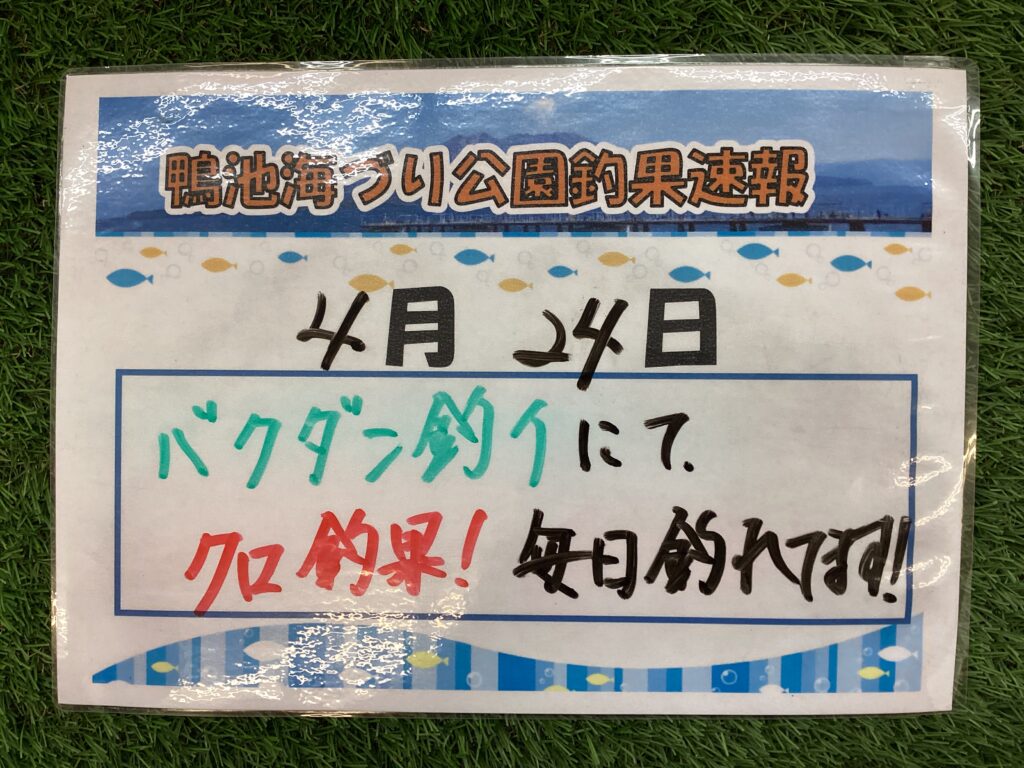 鴨池海づり公園釣果速報
4月 24日
バクダン釣イにて、
クロ釣果! 毎日釣れてます!!